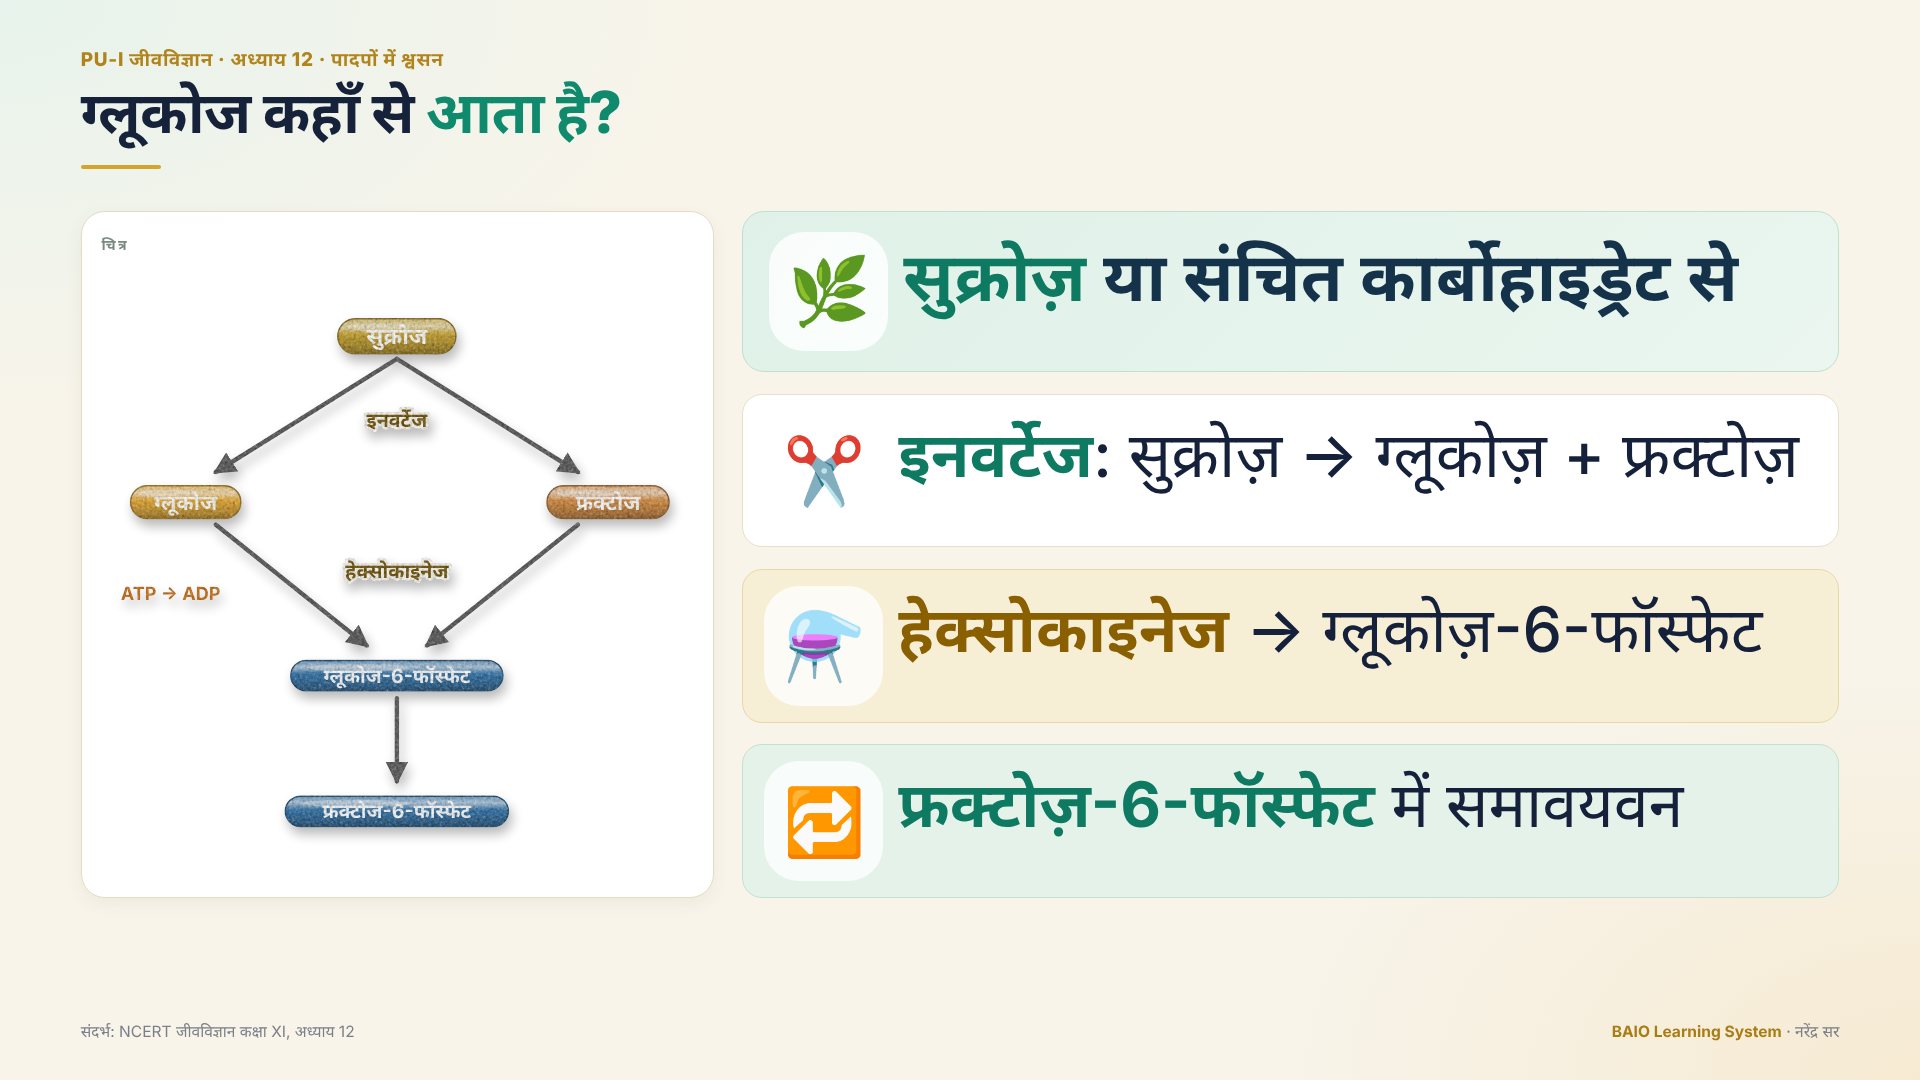 PU-I जीवविज्ञान · अध्याय 12 · पादपों में श्वसन
ग्लूकोज कहाँ से आता है?
चित्र
सुक्रोज
इनवर्टेज
ग्लूकोज
फ्रक्टोज
हेक्सोकाइनेज
ATP → ADP
ग्लूकोज-6-फॉस्फेट
फ्रक्टोज-6-फॉस्फेट
सुक्रोज़ या संचित कार्बोहाइड्रेट से
इनवर्टेज: सुक्रोज़ → ग्लूकोज़ + फ्रक्टोज़
हेक्सोकाइनेज → ग्लूकोज़-6-फॉस्फेट
फ्रक्टोज़-6-फॉस्फेट में समावयवन
संदर्भ: NCERT जीवविज्ञान कक्षा XI, अध्याय 12
BAIO Learning System · नरेंद्र सर